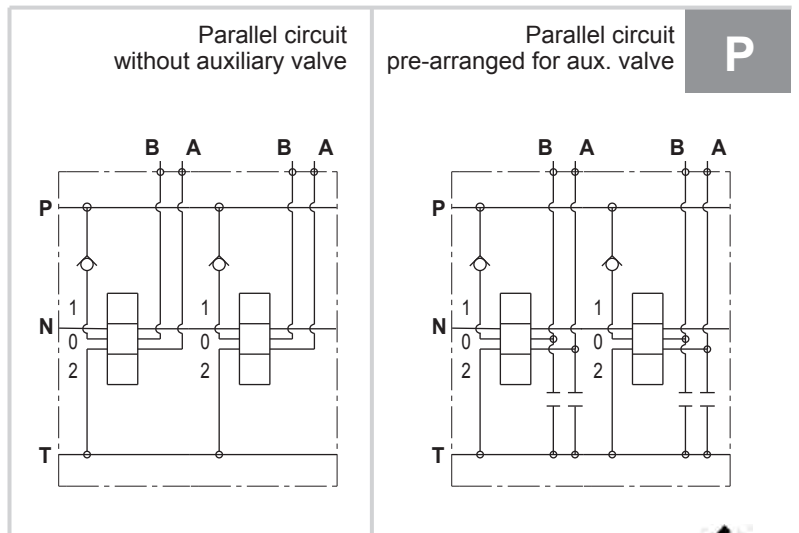 Parallel circuit
without auxiliary valve
B A B A
P
1 1
N
0 0
2 2
T
Parallel circuit
pre-arranged for aux. valve
P
B A B A
P
1 1
N
0 0
2 2
T